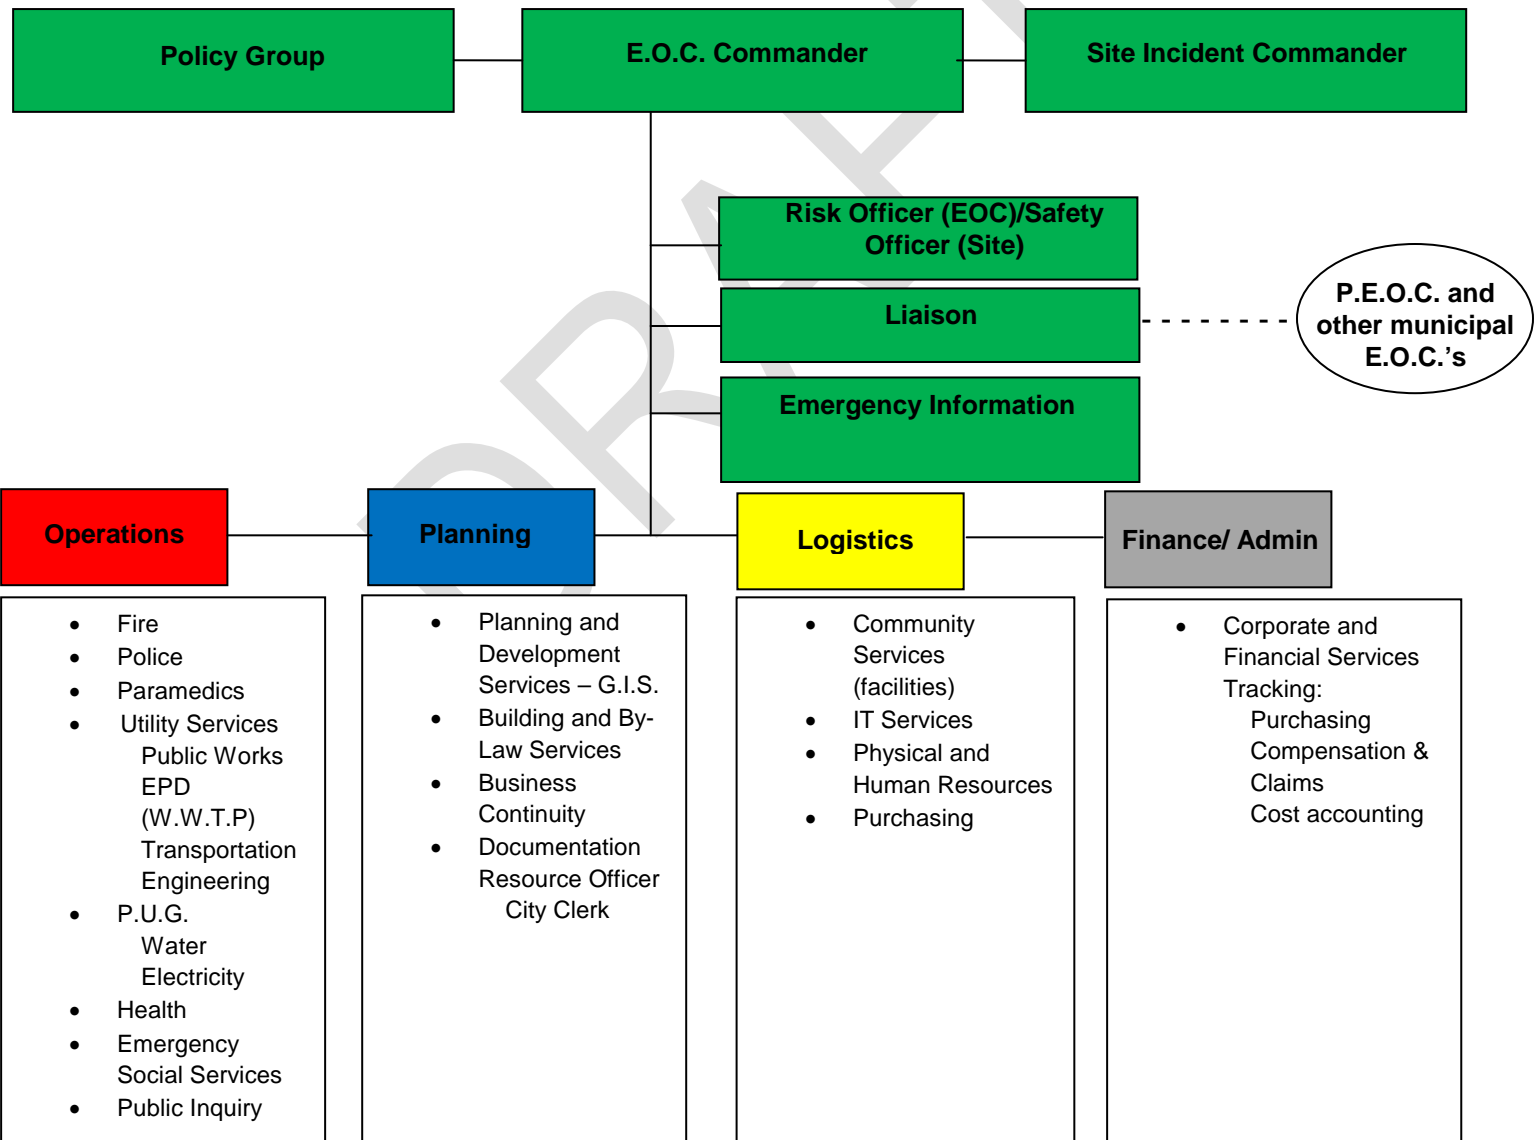 Policy Group
E.O.C. Commander
Site Incident Commander
Risk Officer (EOC)/Safety
Officer (Site)
Liaison
P.E.O.C. and
other municipal
E.O.C.’s
Emergency Information
Operations
Planning
Logistics
Finance/ Admin
• Fire
• Police
• Paramedics
• Utility Services
Public Works
EPD
(W.W.T.P)
Transportation
Engineering
• P.U.G.
Water
Electricity
• Health
• Emergency
Social Services
• Public Inquiry
• Planning and
Development
Services – G.I.S.
• Building and By-
Law Services
• Business
Continuity
• Documentation
Resource Officer
City Clerk
• Community
Services
(facilities)
• IT Services
• Physical and
Human Resources
• Purchasing
• Corporate and
Financial Services
Tracking:
Purchasing
Compensation &
Claims
Cost accounting
DRAFT